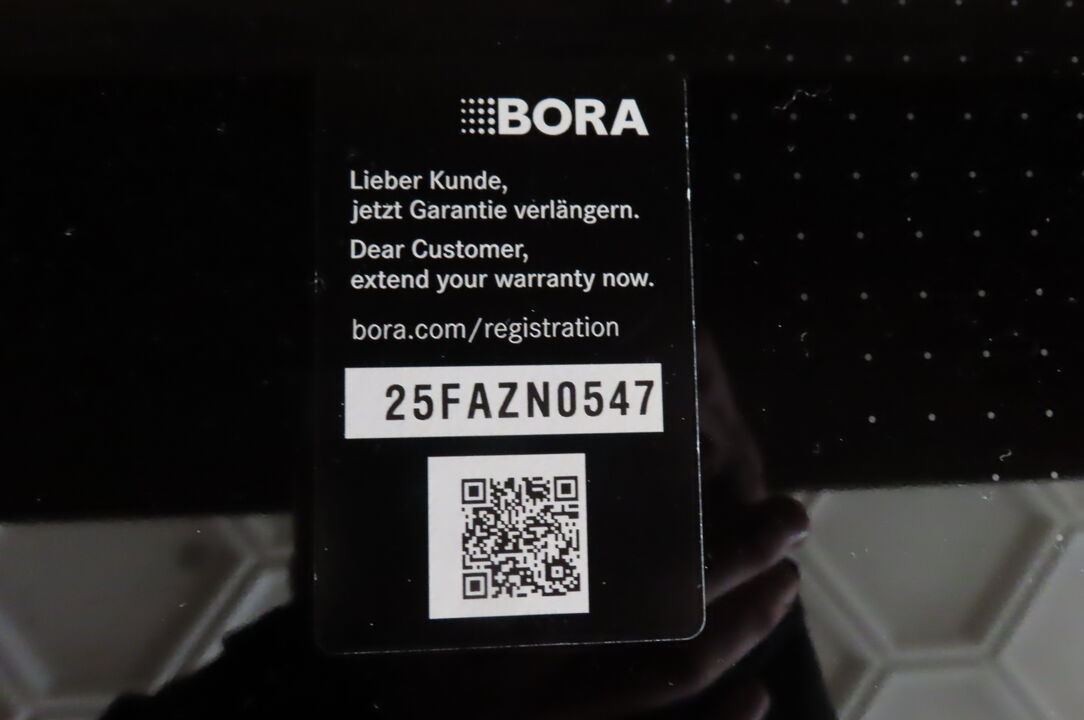 BORA
Lieber Kunde,
jetzt Garantie verlängern.
Dear Customer,
extend your warranty now.
bora.com/registration
25FAZN0547